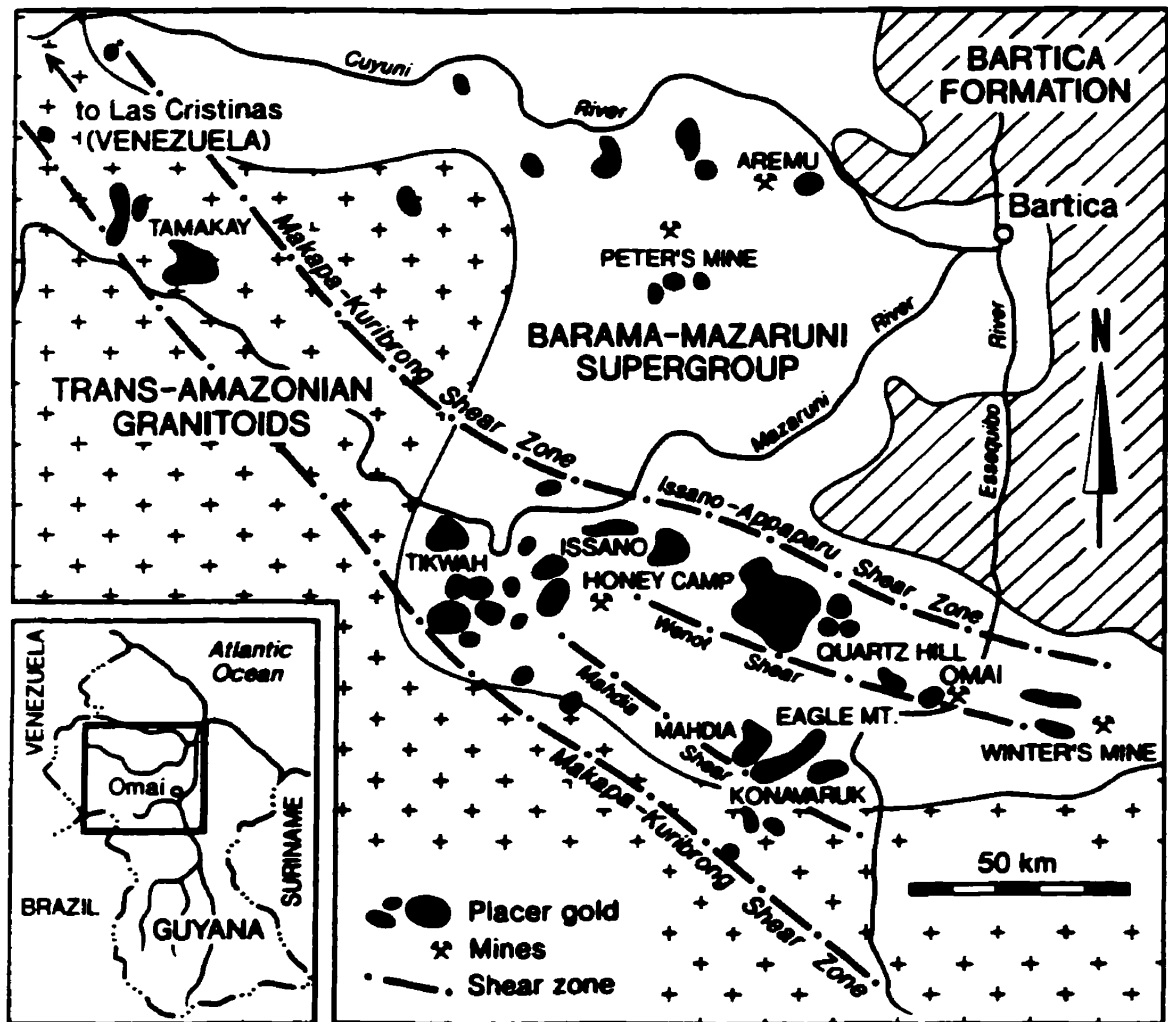 Cuyuni
River
BARTICA
FORMATION
to Las Cristinas
(VENEZUELA)
AREMU
Bartica
TAMAKAY
PETER'S MINE
Makapa-Kuribrong Shear Zone
BARAMA-MAZARUNI
SUPERGROUP
River
Mazaruni
River
Essequibo
N
TRANS-AMAZONIAN
GRANITOIDS
Issano-Appaparu Shear Zone
TIKWAH
ISSANO
HONEY CAMP
Wenot Shear
QUARTZ HILL
OMAI
Mahdia Shear
MAHDIA
EAGLE MT.
WINTER'S MINE
KONAWARUK
Makapa-Kuribrong Shear Zone
50 km
Atlantic
Ocean
VENEZUELA
Omai
SURINAME
BRAZIL
GUYANA
Placer gold
Mines
Shear zone